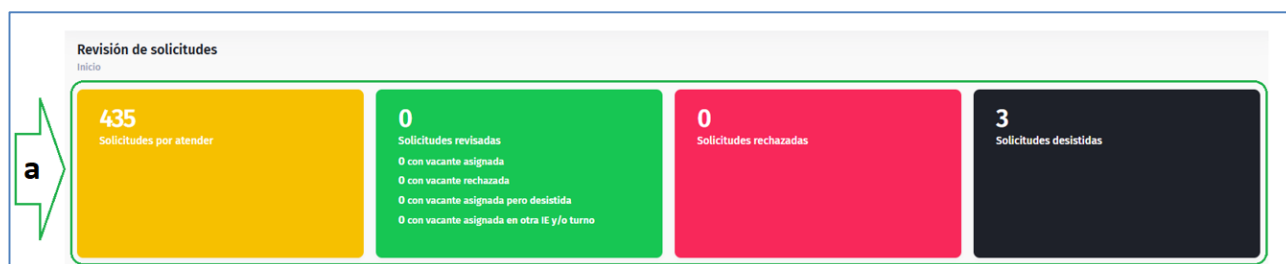 Revisión de solicitudes
Inicio
a
435
Solicitudes por atender
0
Solicitudes revisadas
0 con vacante asignada
0 con vacante rechazada
0 con vacante asignada pero desistida
0 con vacante asignada en otra IE y/o turno
0
Solicitudes rechazadas
3
Solicitudes desistidas